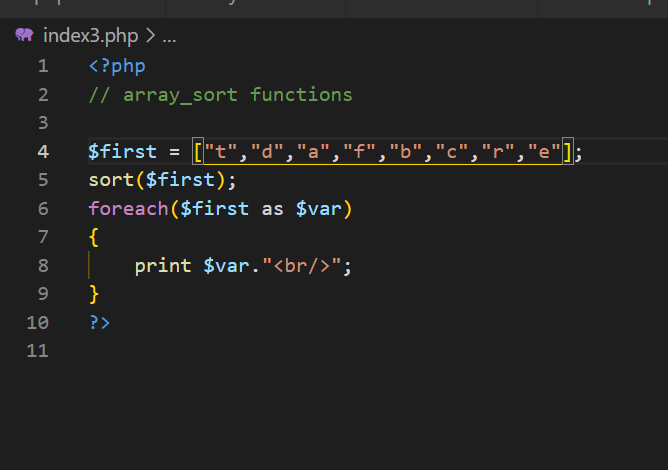 index3.php > ...
1 <?php
2 // array_sort functions
3
4 $first = ["t","d","a","f","b","c","r","e"];
5 sort($first);
6 foreach($first as $var)
7 {
8     print $var."<br/>";
9 }
10 ?>
11